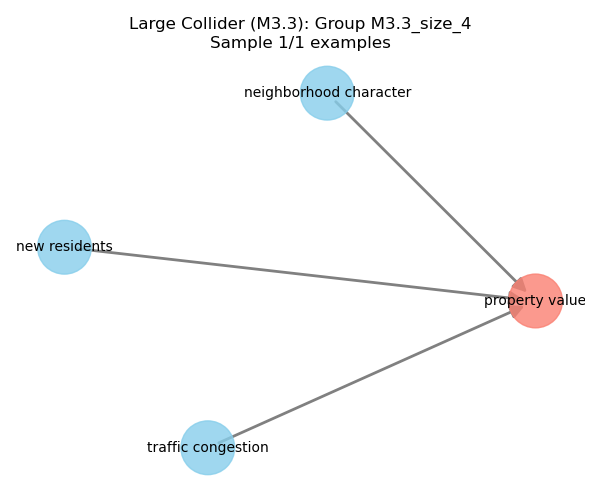 Large Collider (M3.3): Group M3.3_size_4
Sample 1/1 examples
neighborhood character
new residents
property value
traffic congestion